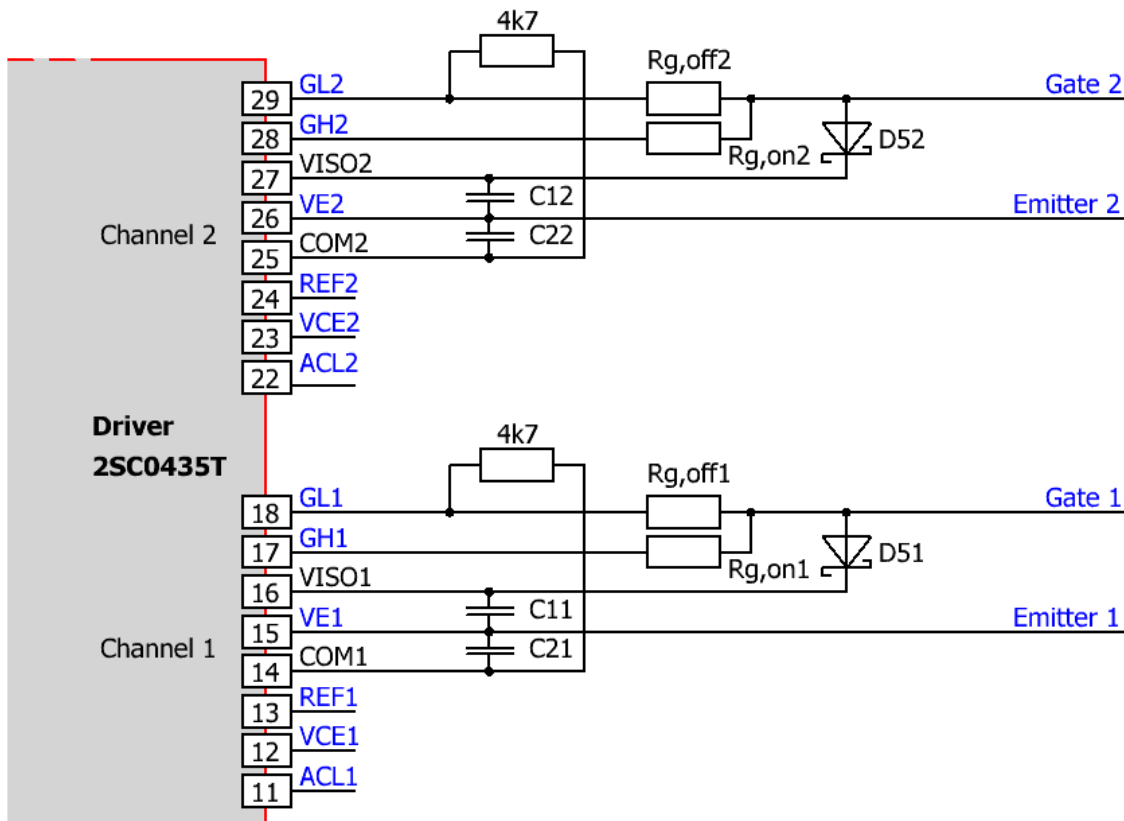 4k7
Rg,off2
29 GL2 Gate 2
28 GH2
D52
Rg,on2
27 VISO2
C12
26 VE2 Emitter 2
Channel 2
C22
25 COM2
24 REF2
23 VCE2
22 ACL2
Driver
2SC0435T
4k7
Rg,off1
18 GL1 Gate 1
17 GH1
D51
Rg,on1
16 VISO1
C11
15 VE1 Emitter 1
Channel 1
C21
14 COM1
13 REF1
12 VCE1
11 ACL1